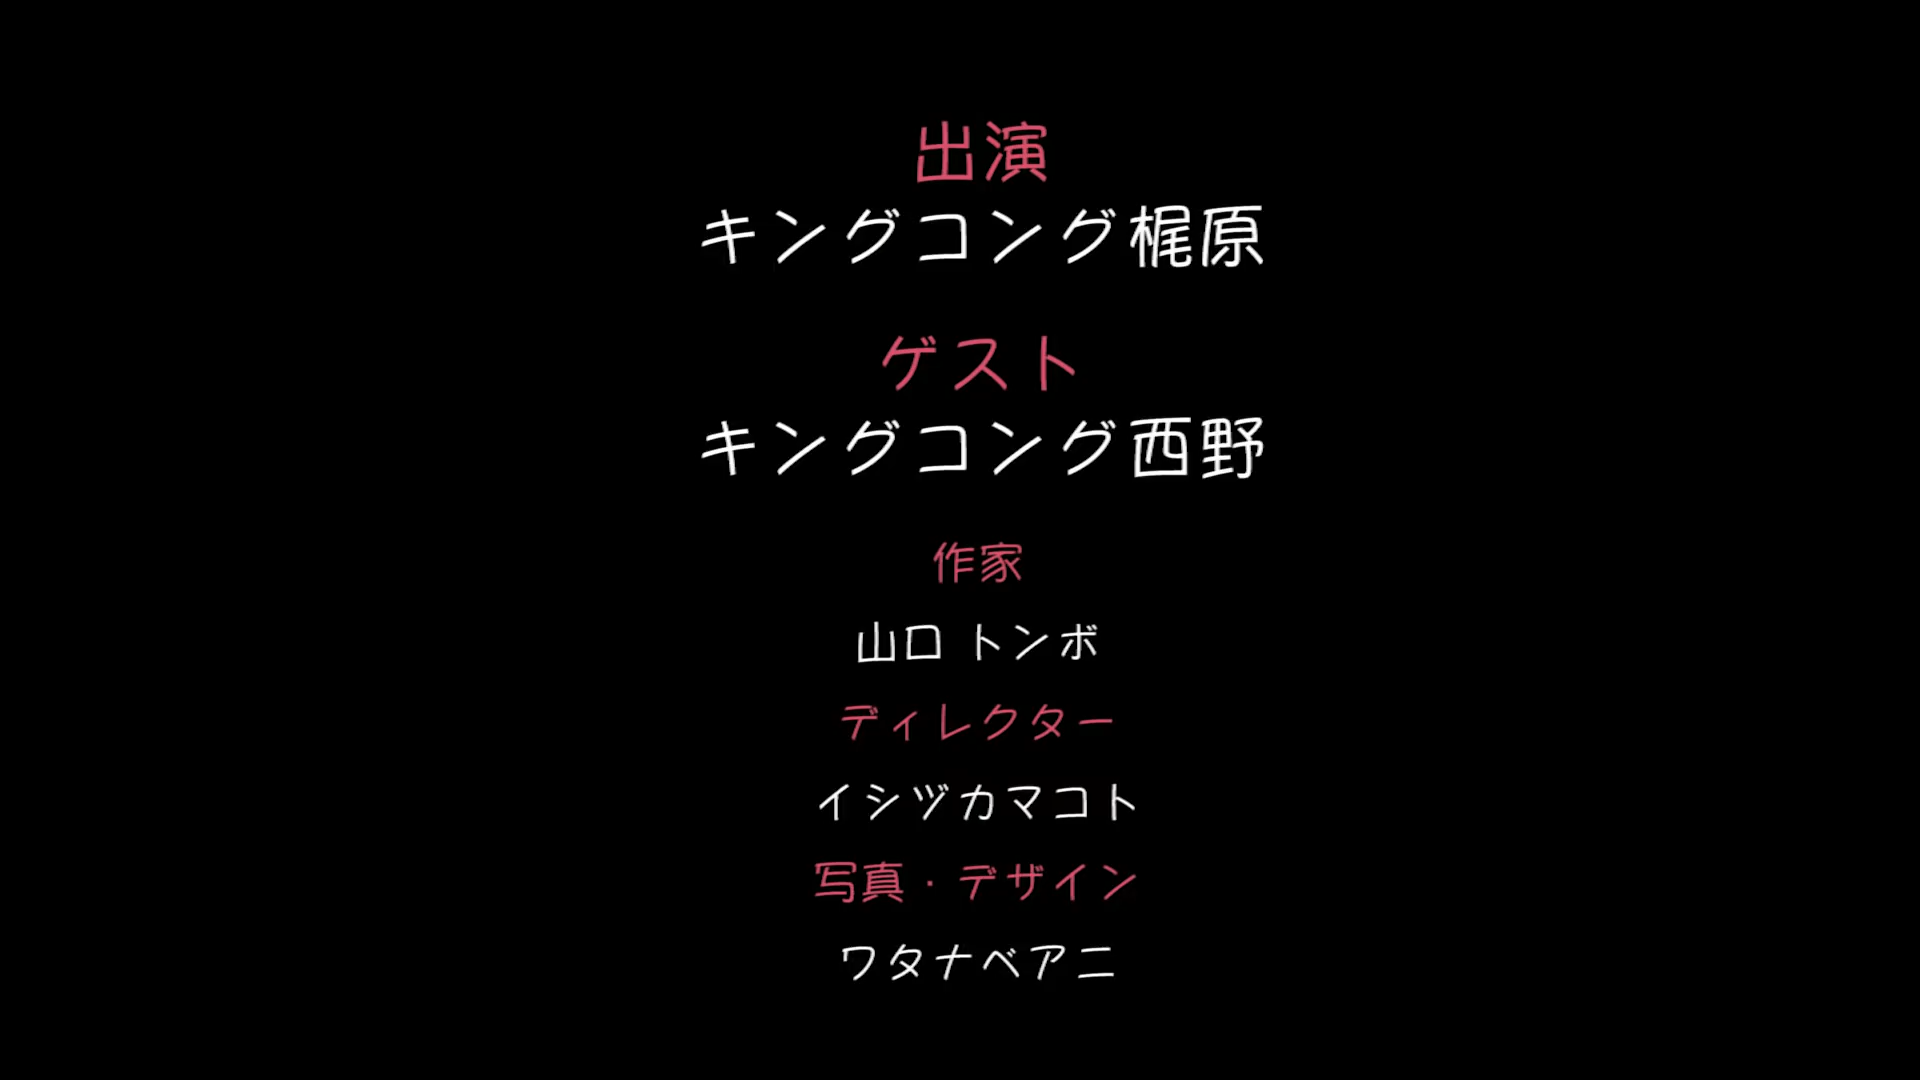 出演
キングコング梶原
ゲスト
キングコング西野
作家
山口 トンボ
ディレクター
イシヅカマコト
写真・デザイン
ワタナベアニ